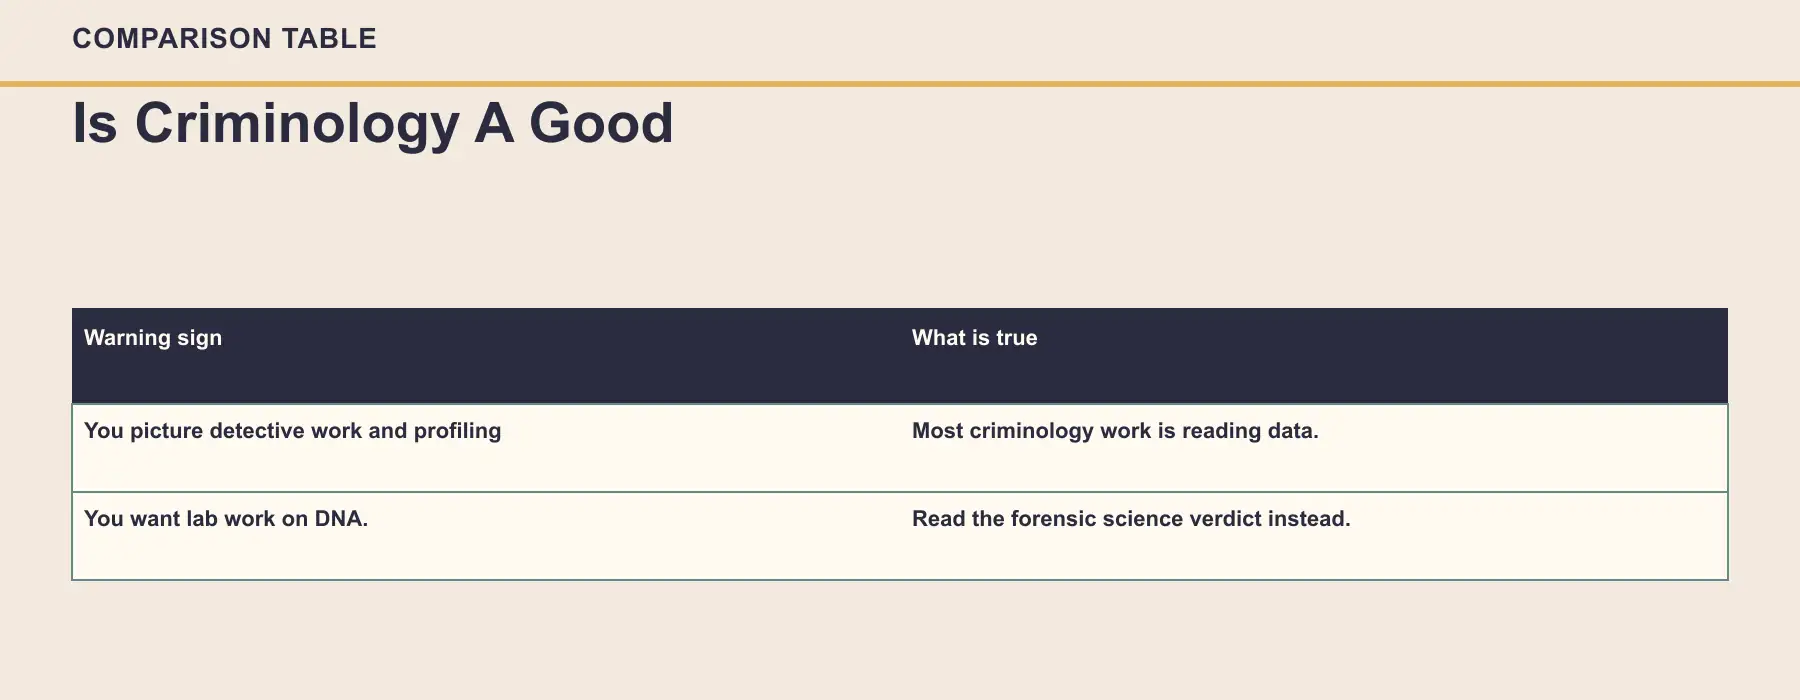 COMPARISON TABLE
Is Criminology A Good
Warning sign What is true
You picture detective work and profiling Most criminology work is reading data.
You want lab work on DNA. Read the forensic science verdict instead.